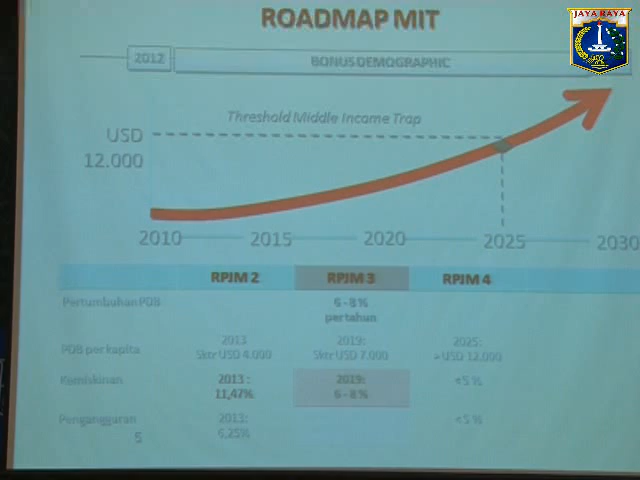 JAYA RAYA
ROADMAP MIT
2012
BONUS DEMOGRAPHIC
Threshold Middle Income Trap
USD
12.000
2010 2015 2020 2025 2030
RPJM 2 RPJM 3 RPJM 4
Pertumbuhan PDB 6 - 8 %
pertahun
PDB perkapita 2013 2019: 2025:
Sktr USD 4.000 Sktr USD 7.000 > USD 12.000
Kemiskinan 2013 : 2019: < 5 %
11,47% 6 - 8 %
Pengangguran 2013: < 5 %
6,25%
5